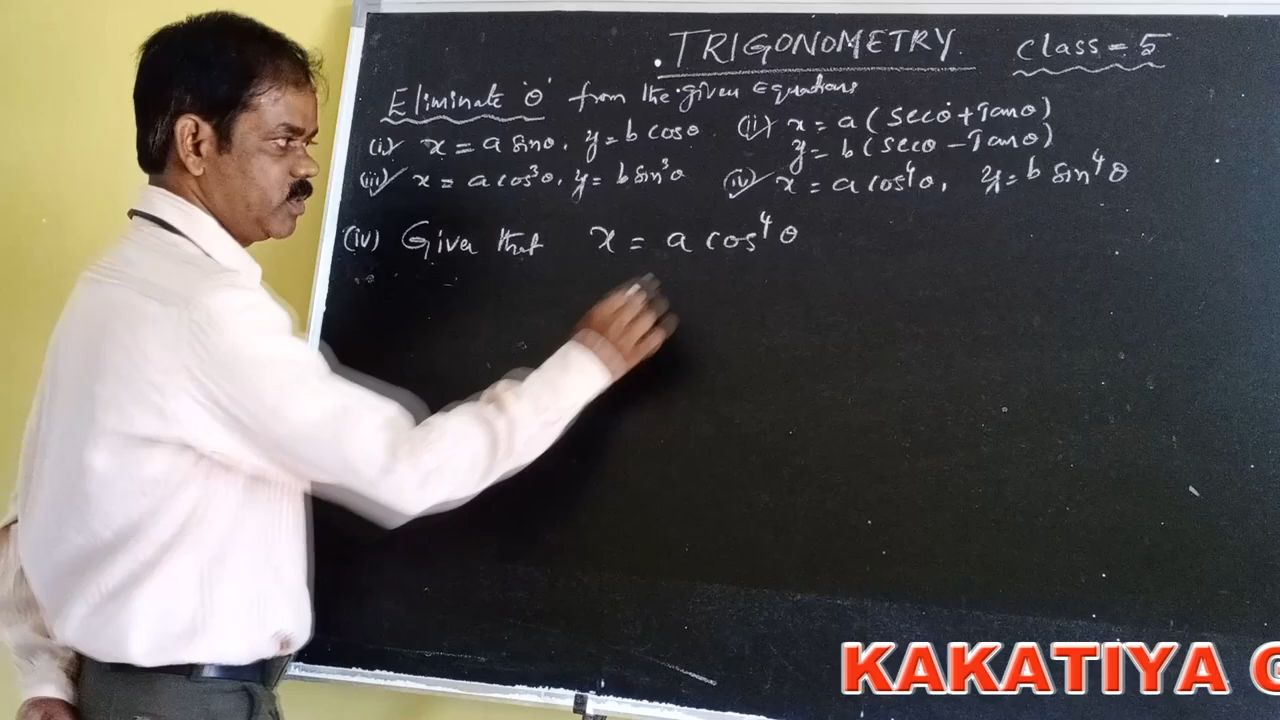 .TRIGONOMETRY. Class = 5
Eliminate 'θ' from the given Equations
(i) x = a sinθ, y = b cosθ. (ii) x = a (secθ + Tanθ)
y = b (secθ - Tanθ)
(iii) x = a cos³θ, y = b sin³θ (iv) x = a cos⁴θ, y = b sin⁴θ
(iv) Given that x = a cos⁴θ
KAKATIYA G